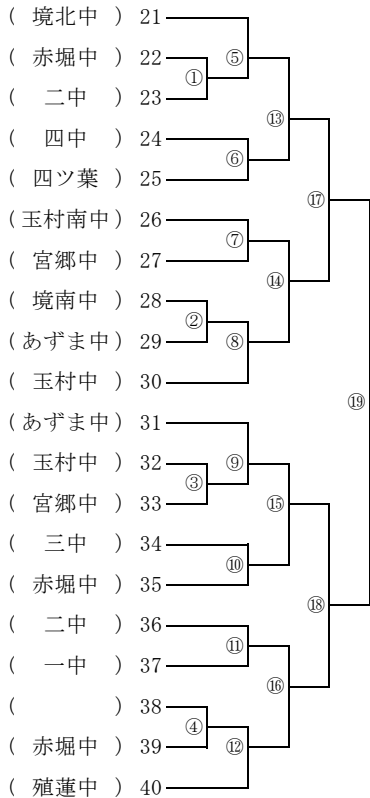 ( 境北中 ) 21
( 赤堀中 ) 22
⑤
①
( 二中 ) 23
⑬
( 四中 ) 24
⑥
( 四ツ葉 ) 25
⑰
(玉村南中) 26
⑦
( 宮郷中 ) 27
⑭
( 境南中 ) 28
②
(あずま中) 29
⑧
( 玉村中 ) 30
⑲
(あずま中) 31
( 玉村中 ) 32
⑨
③
( 宮郷中 ) 33
⑮
( 三中 ) 34
⑩
( 赤堀中 ) 35
⑱
( 二中 ) 36
⑪
( 一中 ) 37
⑯
( ) 38
④
( 赤堀中 ) 39
⑫
( 殖蓮中 ) 40